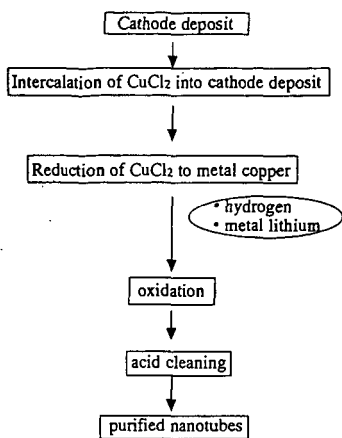 Cathode deposit
Intercalation of CuCl2 into cathode deposit
Reduction of CuCl2 to metal copper
• hydrogen
• metal lithium
oxidation
acid cleaning
purified nanotubes